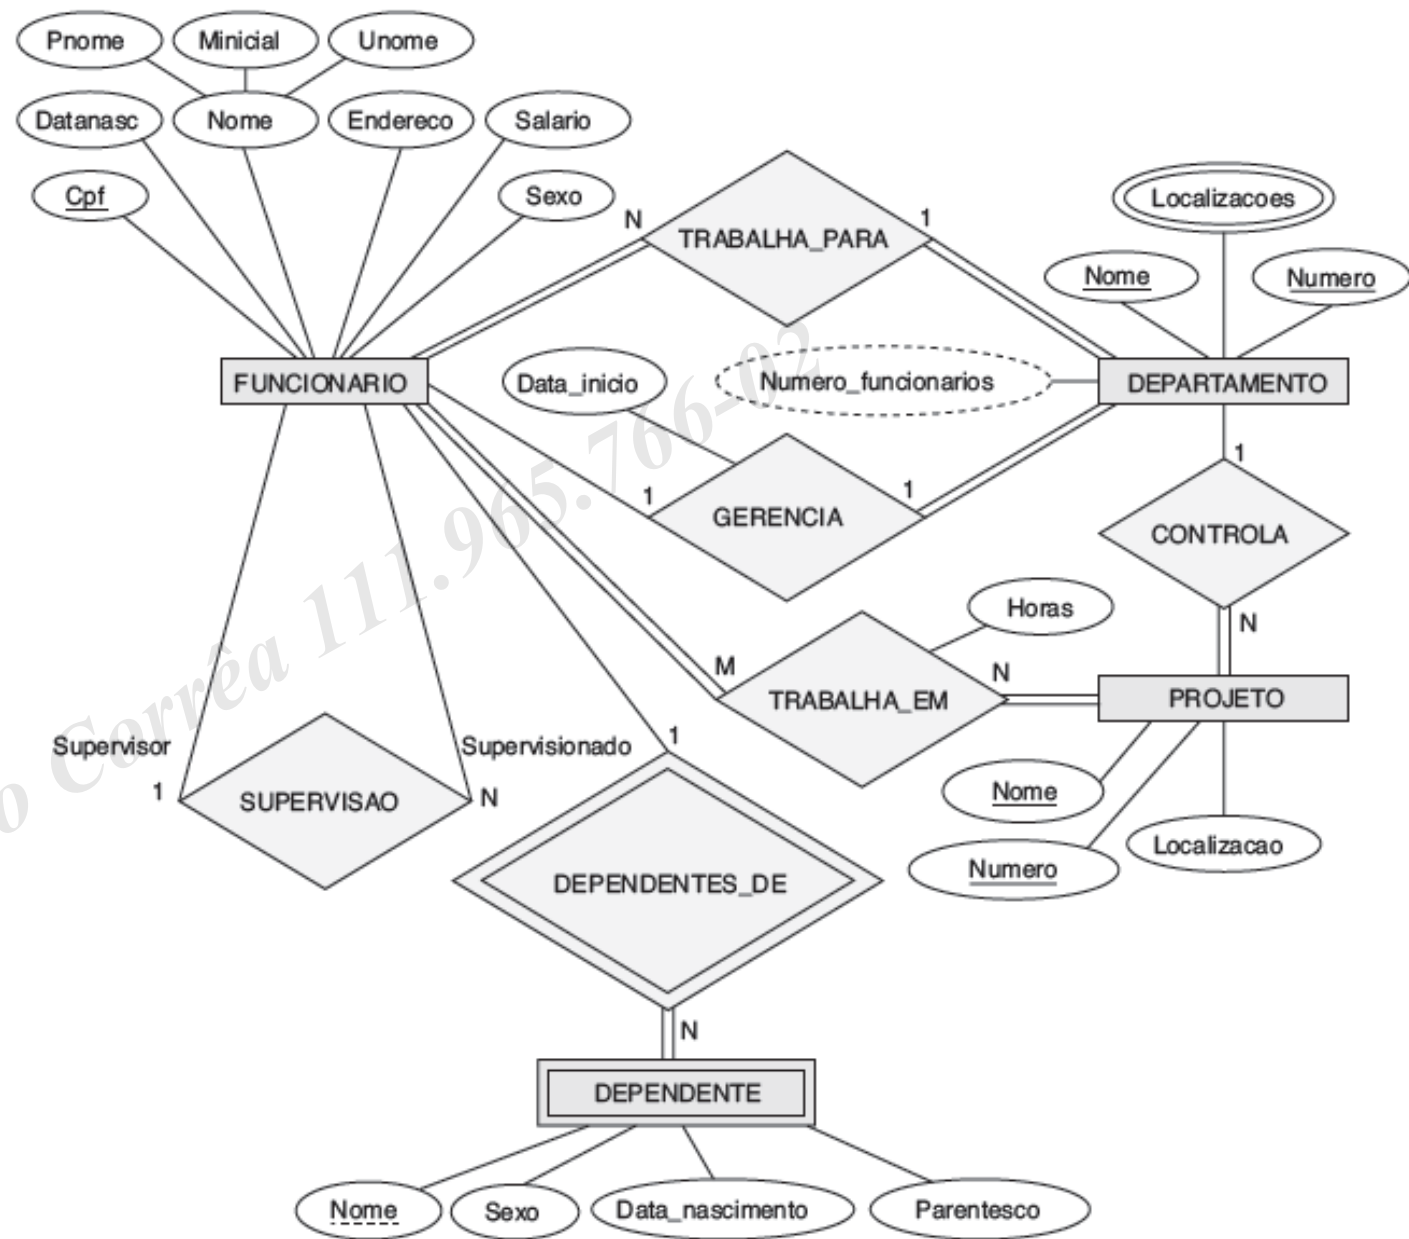 Pnome Minicial Unome
Datanasc Nome Endereco Salario
Cpf Sexo
N TRABALHA_PARA 1
Localizacoes
Nome Numero
FUNCIONARIO Data_inicio Numero_funcionarios DEPARTAMENTO
1 GERENCIA 1
1
CONTROLA
N
Horas
M TRABALHA_EM N PROJETO
Supervisor Supervisionado 1
1 SUPERVISAO N
Nome
Numero Localizacao
DEPENDENTES_DE
N
DEPENDENTE
Nome Sexo Data_nascimento Parentesco
o Corrêa 111.965.766-02